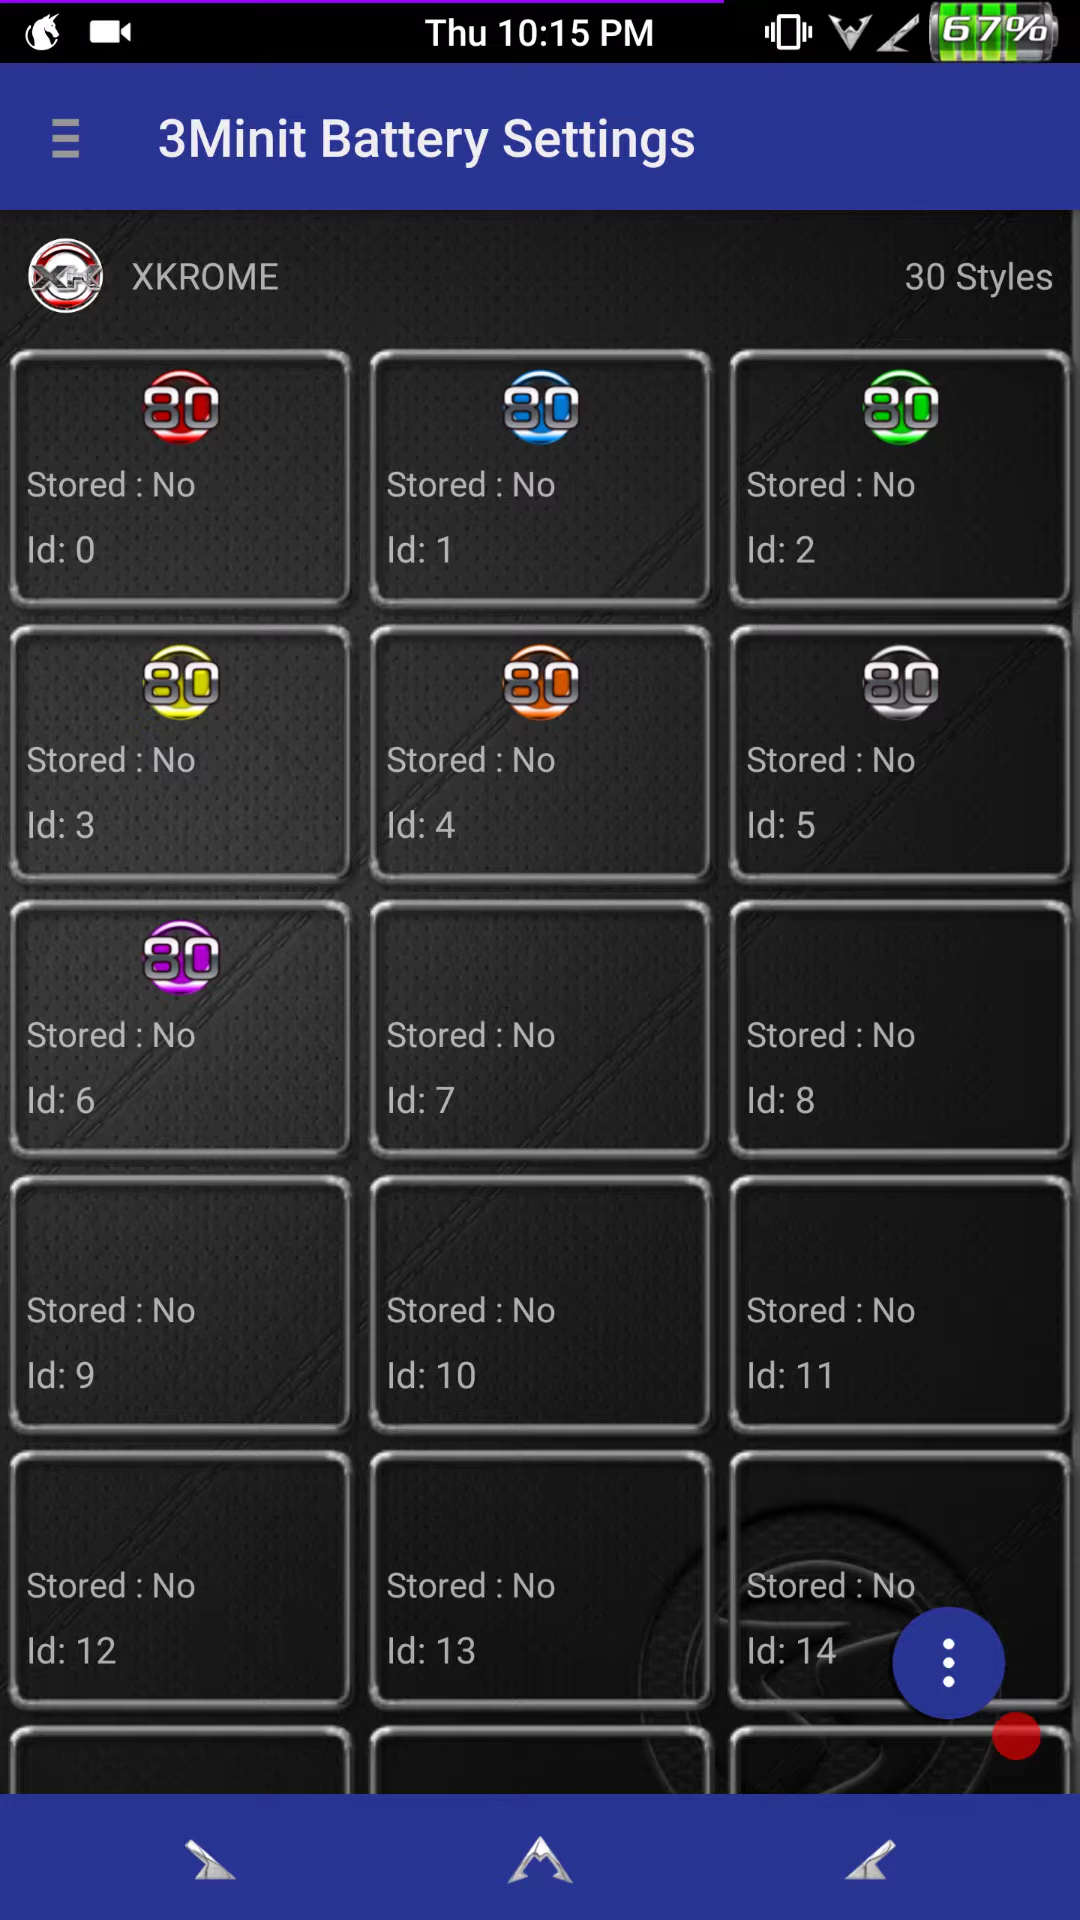 Thu 10:15 PM
67%
3Minit Battery Settings
XK
XKROME
30 Styles
80
80
80
Stored : No
Stored : No
Stored : No
Id: 0
Id: 1
Id: 2
80
80
80
Stored : No
Stored : No
Stored : No
Id: 3
Id: 4
Id: 5
80
Stored : No
Stored : No
Stored : No
Id: 6
Id: 7
Id: 8
Stored : No
Stored : No
Stored : No
Id: 9
Id: 10
Id: 11
Stored : No
Stored : No
Stored : No
Id: 12
Id: 13
Id: 14